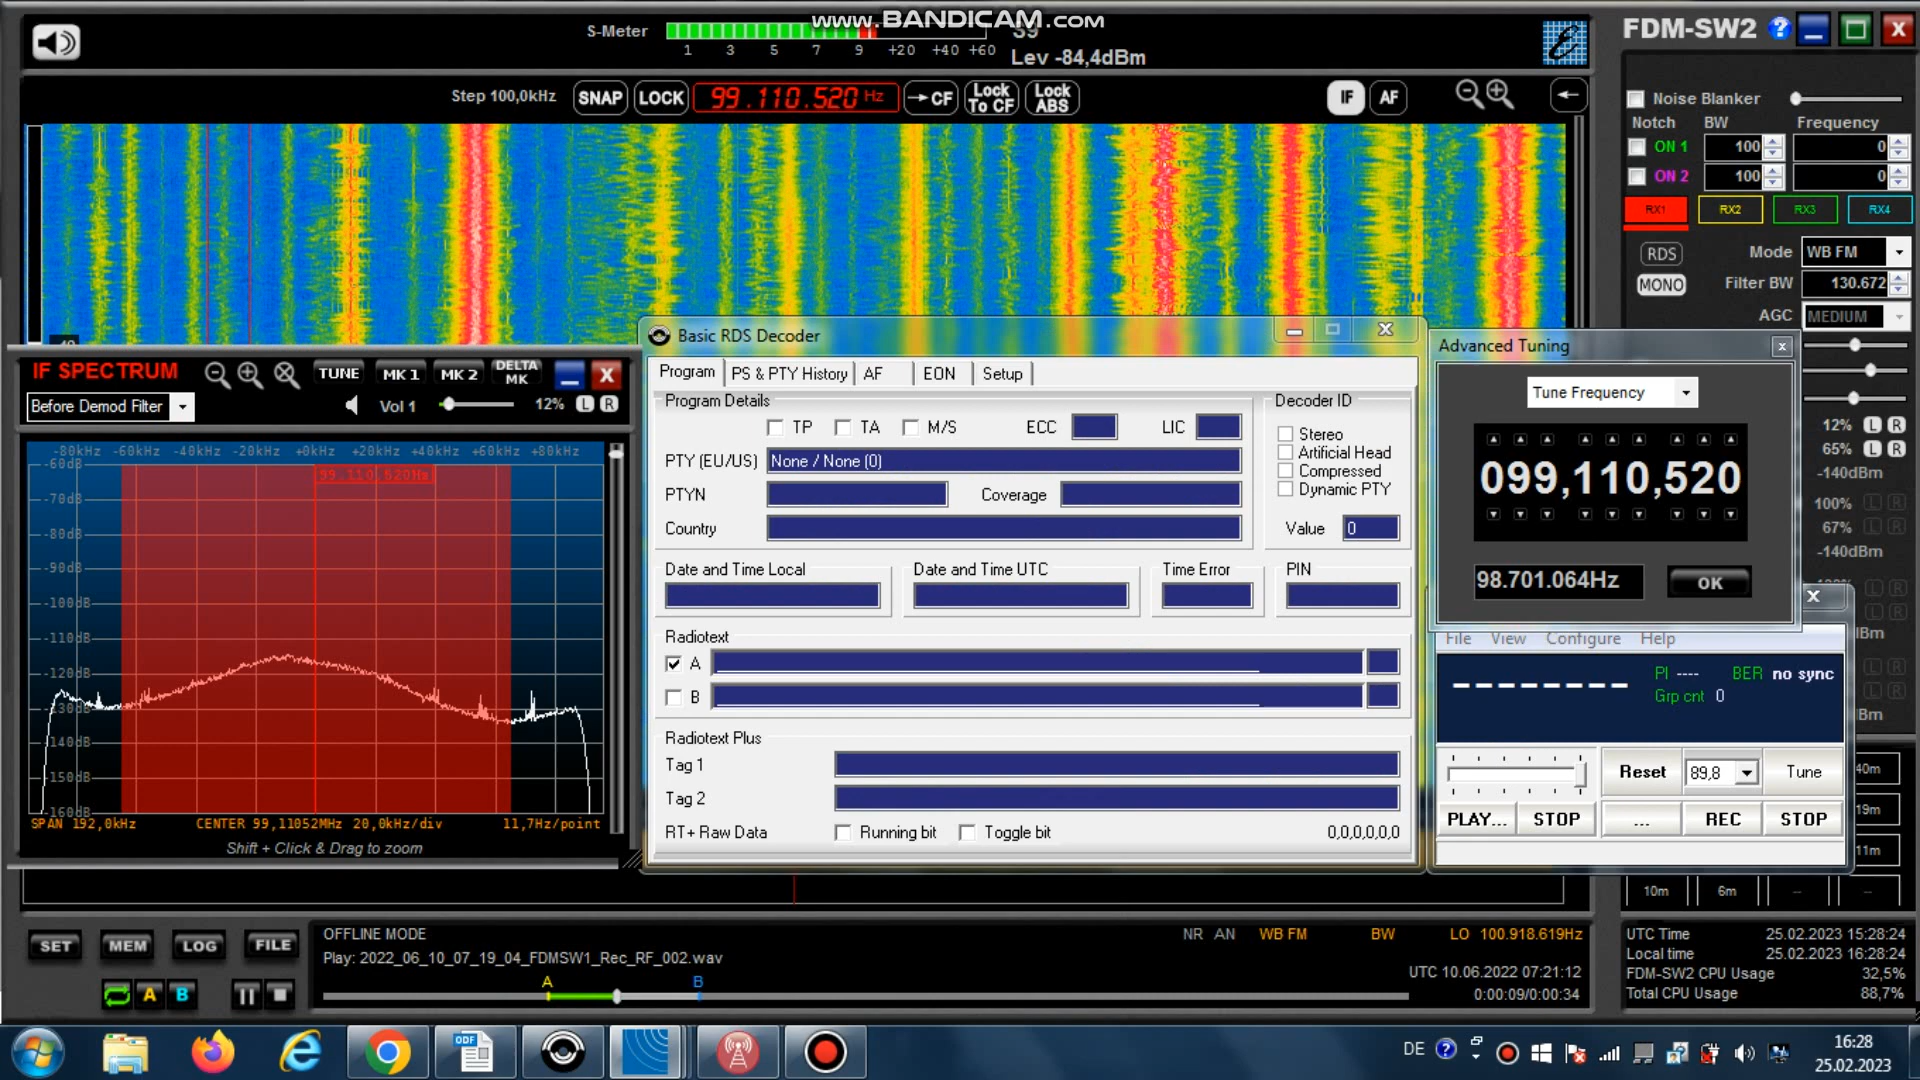 www.BANDICAM.com
S-Meter
1 3 5 7 9 +20 +40 +60
S9
Lev -84,4dBm
FDM-SW2
Step 100,0kHz
SNAP
LOCK
99.110.520 Hz
→CF
Lock To CF
Lock ABS
IF
AF
Noise Blanker
Notch BW Frequency
ON 1 100 0
ON 2 100 0
RX1 RX2 RX3 RX4
RDS
Mode WB FM
MONO
Filter BW 130.672
AGC MEDIUM
12% L R
65% L R
-140dBm
100% L R
67% L R
-140dBm
IF SPECTRUM
TUNE
MK 1
MK 2
DELTA MK
Before Demod Filter
Vol 1
12% L R
-80kHz -60kHz -40kHz -20kHz +0kHz +20kHz +40kHz +60kHz +80kHz
99.110.520Hz
-60dB
-70dB
-80dB
-90dB
-100dB
-110dB
-120dB
-130dB
-140dB
-150dB
-160dB
SPAN 192,0kHz CENTER 99,11052MHz 20,0kHz/div 11,7Hz/point
Shift + Click & Drag to zoom
Basic RDS Decoder
Program PS & PTY History AF EON Setup
Program Details
TP TA M/S ECC LIC
PTY (EU/US) None / None (0)
PTYN Coverage
Country
Decoder ID
Stereo
Artificial Head
Compressed
Dynamic PTY
Value 0
Date and Time Local
Date and Time UTC
Time Error
PIN
Radiotext
A
B
Radiotext Plus
Tag 1
Tag 2
RT+ Raw Data Running bit Toggle bit 0,0,0,0,0,0
Advanced Tuning
Tune Frequency
099,110,520
98.701.064Hz OK
File View Configure Help
PI ---- BER no sync
Grp cnt 0
Reset 89,8 Tune
PLAY... STOP ... REC STOP
40m
19m
11m
10m 6m -- --
SET MEM LOG FILE
A B
OFFLINE MODE
Play: 2022_06_10_07_19_04_FDMSW1_Rec_RF_002.wav
A B
NR AN WB FM BW LO 100.918.619Hz
UTC 10.06.2022 07:21:12
0:00:09/0:00:34
UTC Time 25.02.2023 15:28:24
Local time 25.02.2023 16:28:24
FDM-SW2 CPU Usage 32,5%
Total CPU Usage 88,7%
ODF
DE
16:28
25.02.2023